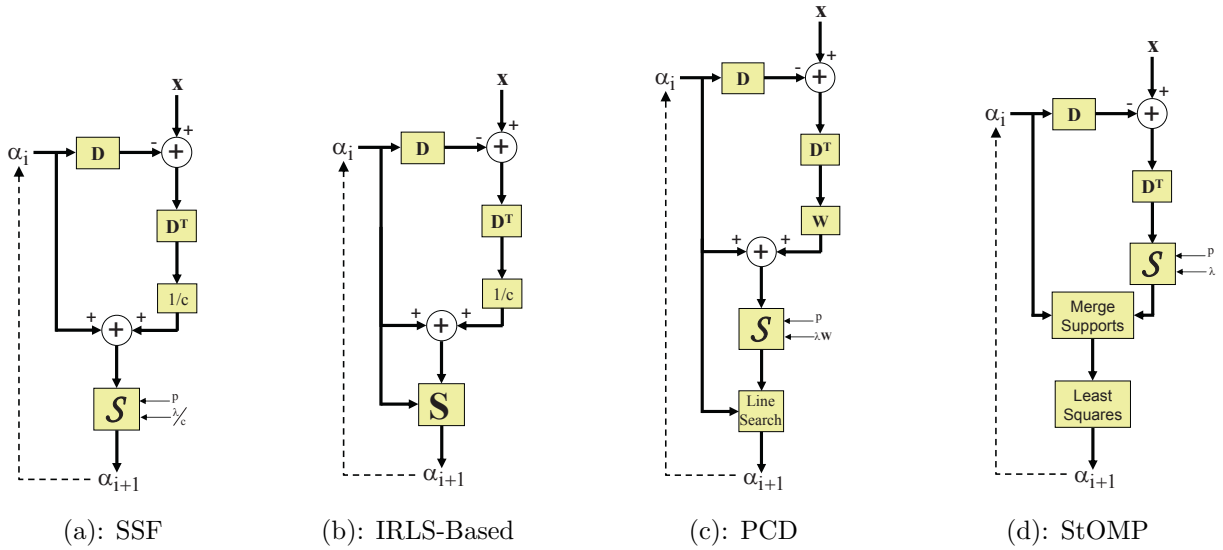 x
+
α_i
D
-
+
D^T
1/c
+
+
+
S
p
λ/c
α_{i+1}
(a): SSF
x
+
α_i
D
-
+
D^T
1/c
+
+
+
S
α_{i+1}
(b): IRLS-Based
x
+
α_i
D
-
+
D^T
W
+
+
+
S
p
λW
Line
Search
α_{i+1}
(c): PCD
x
+
α_i
D
-
+
D^T
S
p
λ
Merge
Supports
Least
Squares
α_{i+1}
(d): StOMP